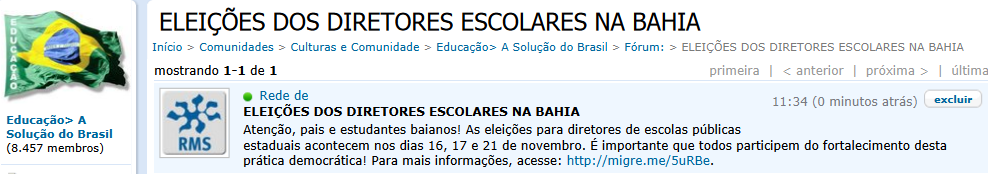 ELEIÇÕES DOS DIRETORES ESCOLARES NA BAHIA
Início > Comunidades > Culturas e Comunidade > Educação> A Solução do Brasil > Fórum: > ELEIÇÕES DOS DIRETORES ESCOLARES NA BAHIA
mostrando 1-1 de 1
primeira | < anterior | próxima > | última
EDUCAÇÃO
Educação> A
Solução do Brasil
(8.457 membros)
RMS
Rede de
11:34 (0 minutos atrás) excluir
ELEIÇÕES DOS DIRETORES ESCOLARES NA BAHIA
Atenção, pais e estudantes baianos! As eleições para diretores de escolas públicas
estaduais acontecem nos dias 16, 17 e 21 de novembro. É importante que todos participem do fortalecimento desta
prática democrática! Para mais informações, acesse: http://migre.me/5uRBe.